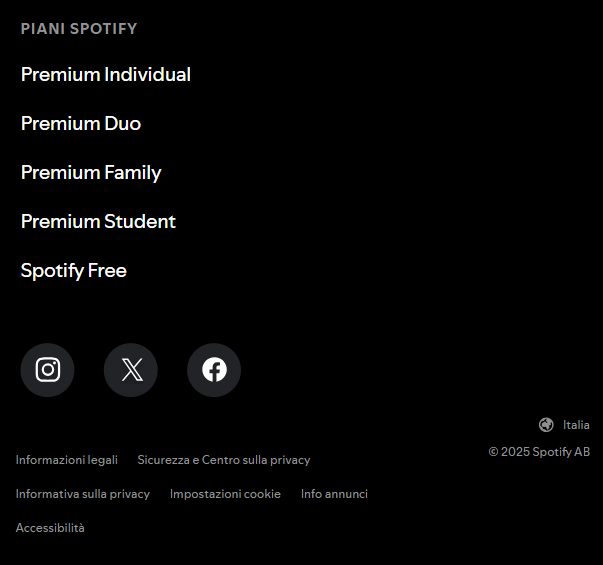 PIANI SPOTIFY
Premium Individual
Premium Duo
Premium Family
Premium Student
Spotify Free
Italia
© 2025 Spotify AB
Informazioni legali Sicurezza e Centro sulla privacy
Informativa sulla privacy Impostazioni cookie Info annunci
Accessibilità